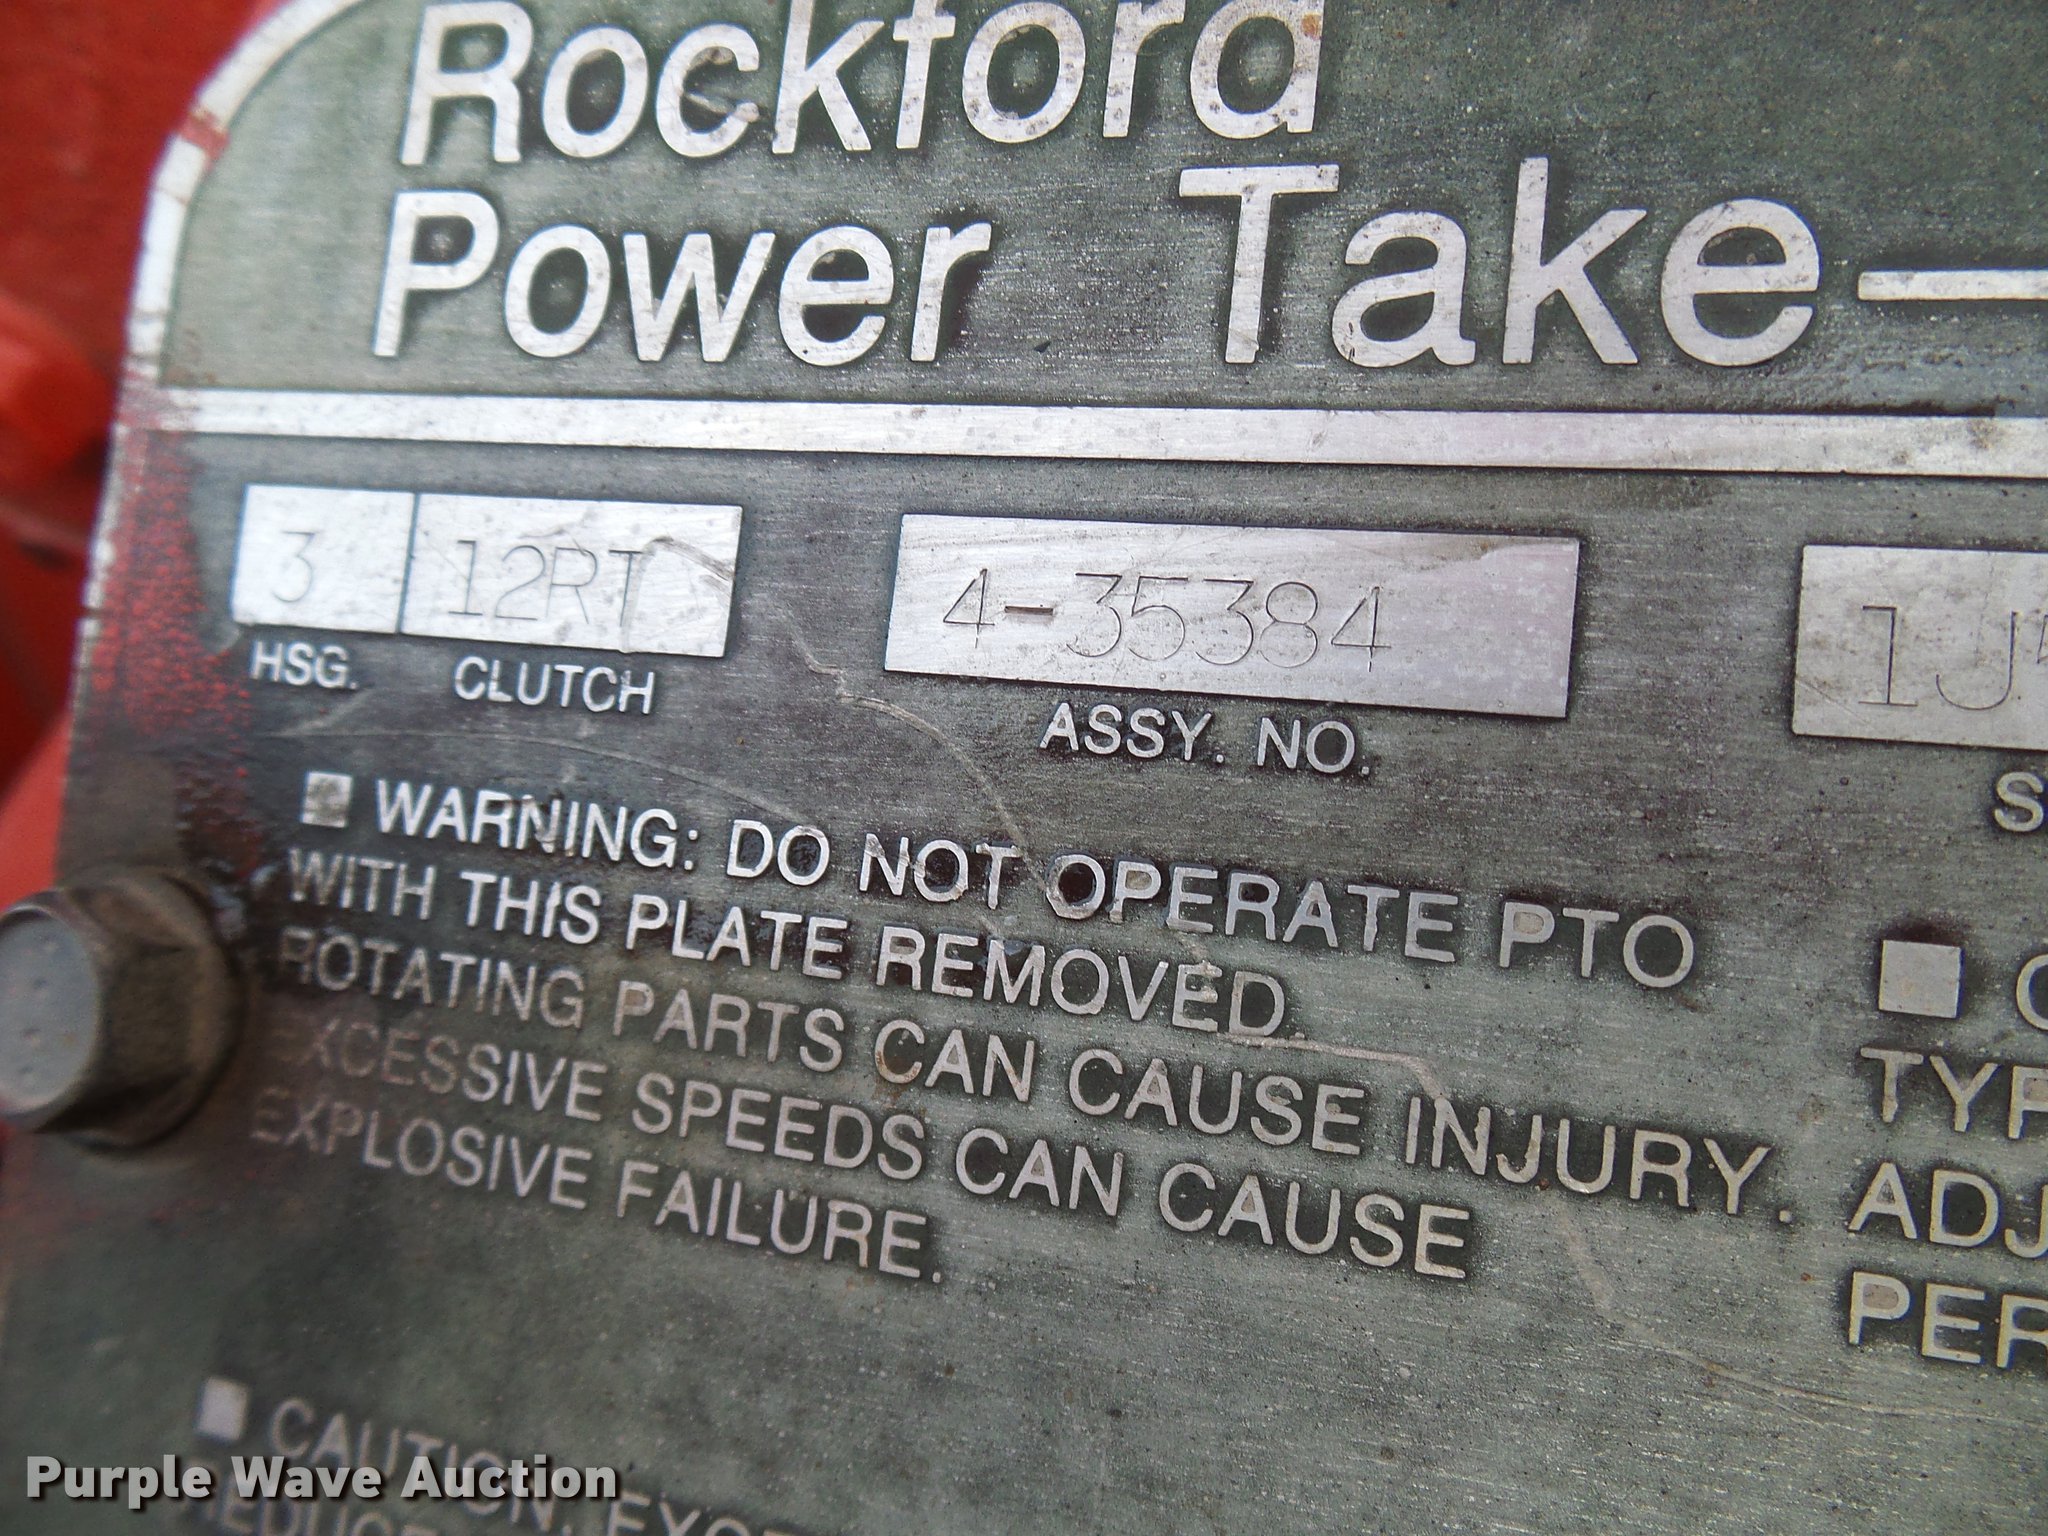 Rockford
Power Take-
3 12RT 4-35384
HSG. CLUTCH ASSY. NO.
WARNING: DO NOT OPERATE PTO
WITH THIS PLATE REMOVED.
ROTATING PARTS CAN CAUSE INJURY.
EXCESSIVE SPEEDS CAN CAUSE
EXPLOSIVE FAILURE.
TYP
ADJ
PER
CAUTION.
Purple Wave Auction